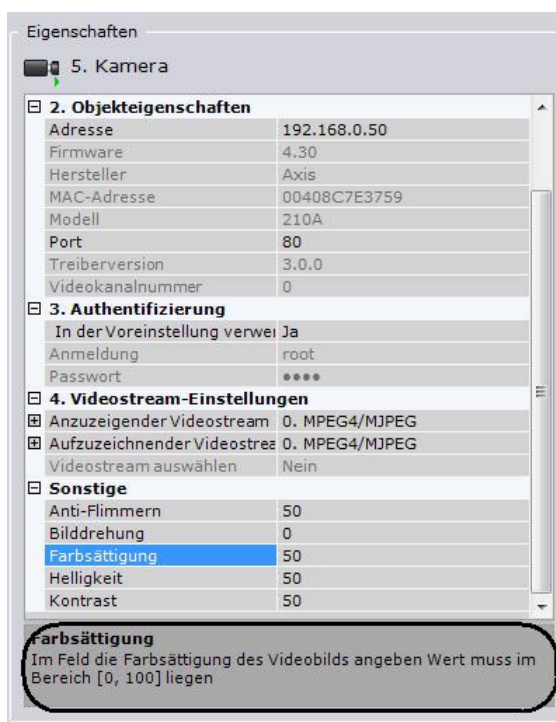 Eigenschaften
5. Kamera
2. Objekteigenschaften
Adresse 192.168.0.50
Firmware 4.30
Hersteller Axis
MAC-Adresse 00408C7E3759
Modell 210A
Port 80
Treiberversion 3.0.0
Videokanalnummer 0
3. Authentifizierung
In der Voreinstellung verwei Ja
Anmeldung root
Passwort ●●●●
4. Videostream-Einstellungen
Anzuzeigender Videostream 0. MPEG4/MJPEG
Aufzuzeichnender Videostrea 0. MPEG4/MJPEG
Videostream auswählen Nein
Sonstige
Anti-Flimmern 50
Bilddrehung 0
Farbsättigung 50
Helligkeit 50
Kontrast 50
Farbsättigung
Im Feld die Farbsättigung des Videobilds angeben Wert muss im
Bereich [0, 100] liegen